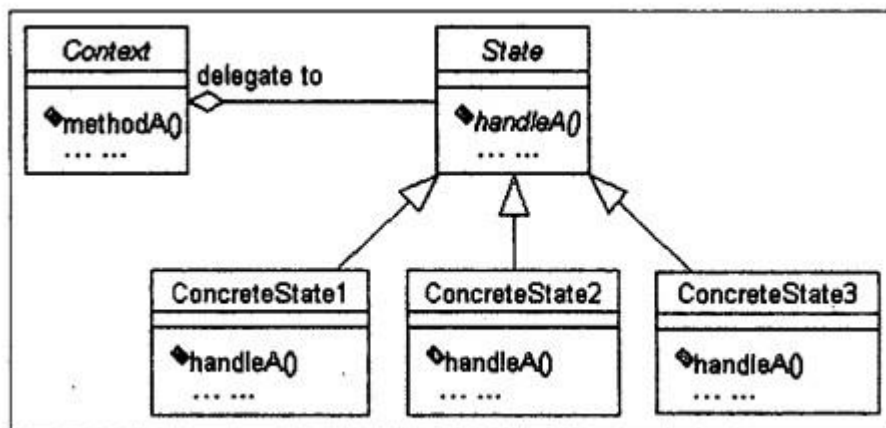 Context
State
delegate to
methodA()
... ...
handleA()
... ...
ConcreteState1
ConcreteState2
ConcreteState3
handleA()
... ...
handleA()
... ...
handleA()
... ...